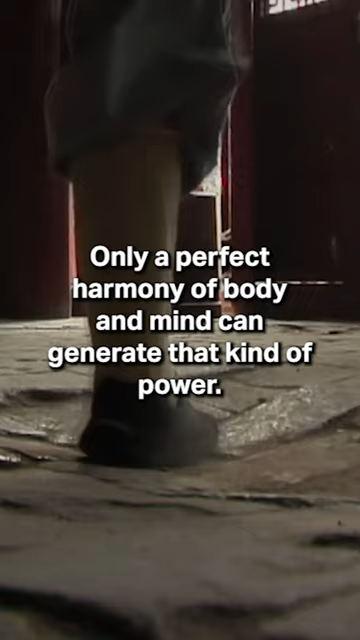 Only a perfect
harmony of body
and mind can
generate that kind of
power.